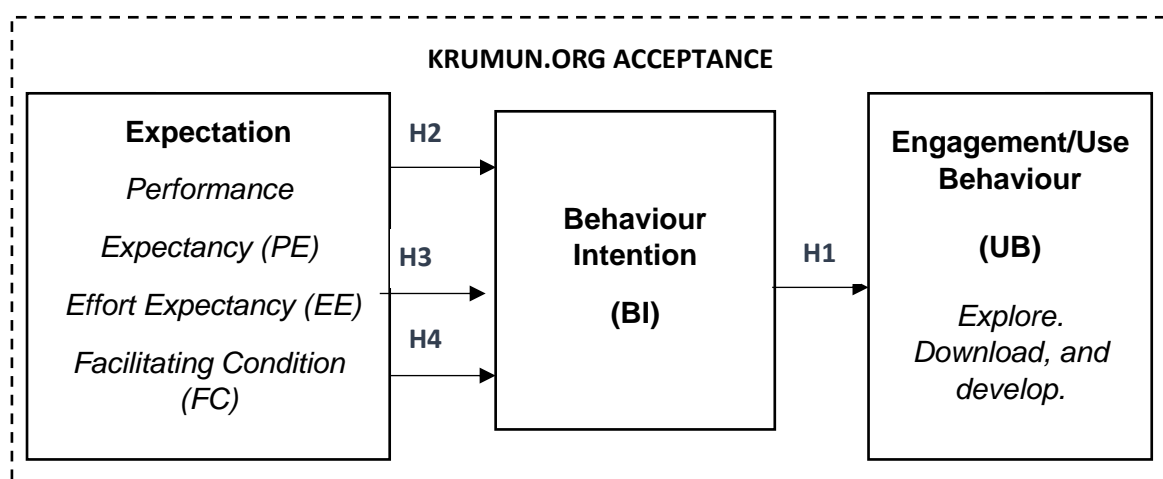 KRUMUN.ORG ACCEPTANCE
Expectation
Performance
Expectancy (PE)
Effort Expectancy (EE)
Facilitating Condition
(FC)
H2
H3
H4
Behaviour
Intention
(BI)
H1
Engagement/Use
Behaviour
(UB)
Explore.
Download, and
develop.